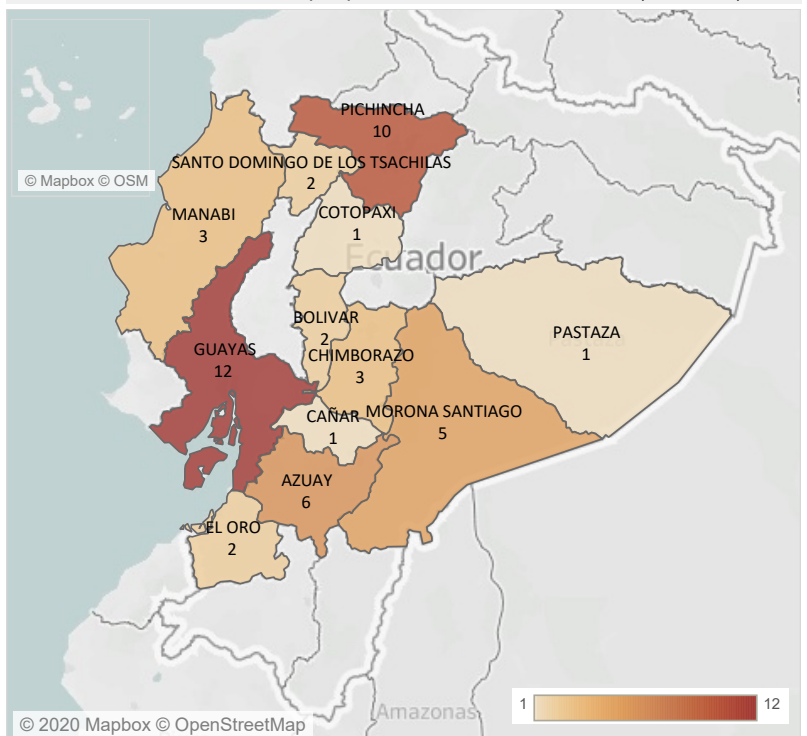 PICHINCHA
10
© Mapbox © OSM
SANTO DOMINGO DE LOS TSACHILAS
2
MANABI
3
COTOPAXI
1
Ecuador
BOLIVAR
2
PASTAZA
1
GUAYAS
12
CHIMBORAZO
3
CAÑAR
1
MORONA SANTIAGO
5
AZUAY
6
EL ORO
2
1
12
Amazonas
© 2020 Mapbox © OpenStreetMap